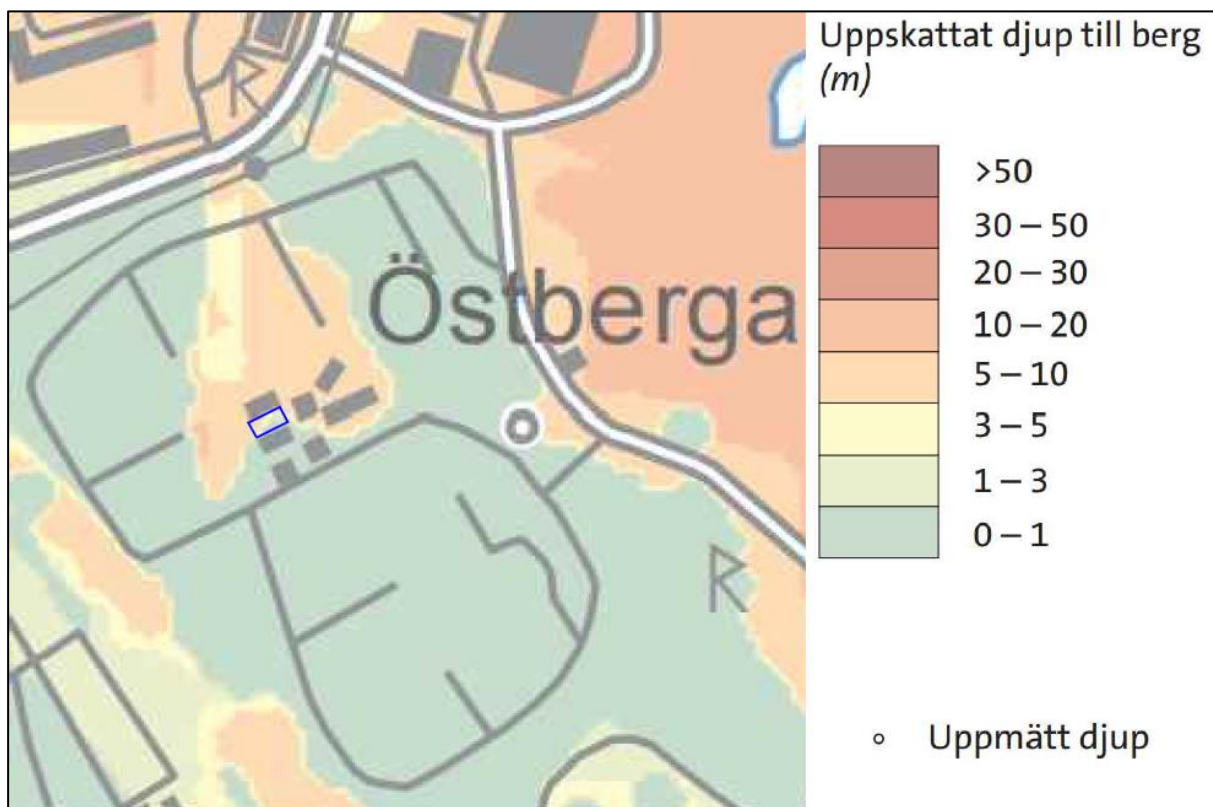 Uppskattat djup till berg
(m)
>50
30 – 50
20 – 30
10 – 20
5 – 10
3 – 5
1 – 3
0 – 1
Uppmätt djup
Östberga
R
R